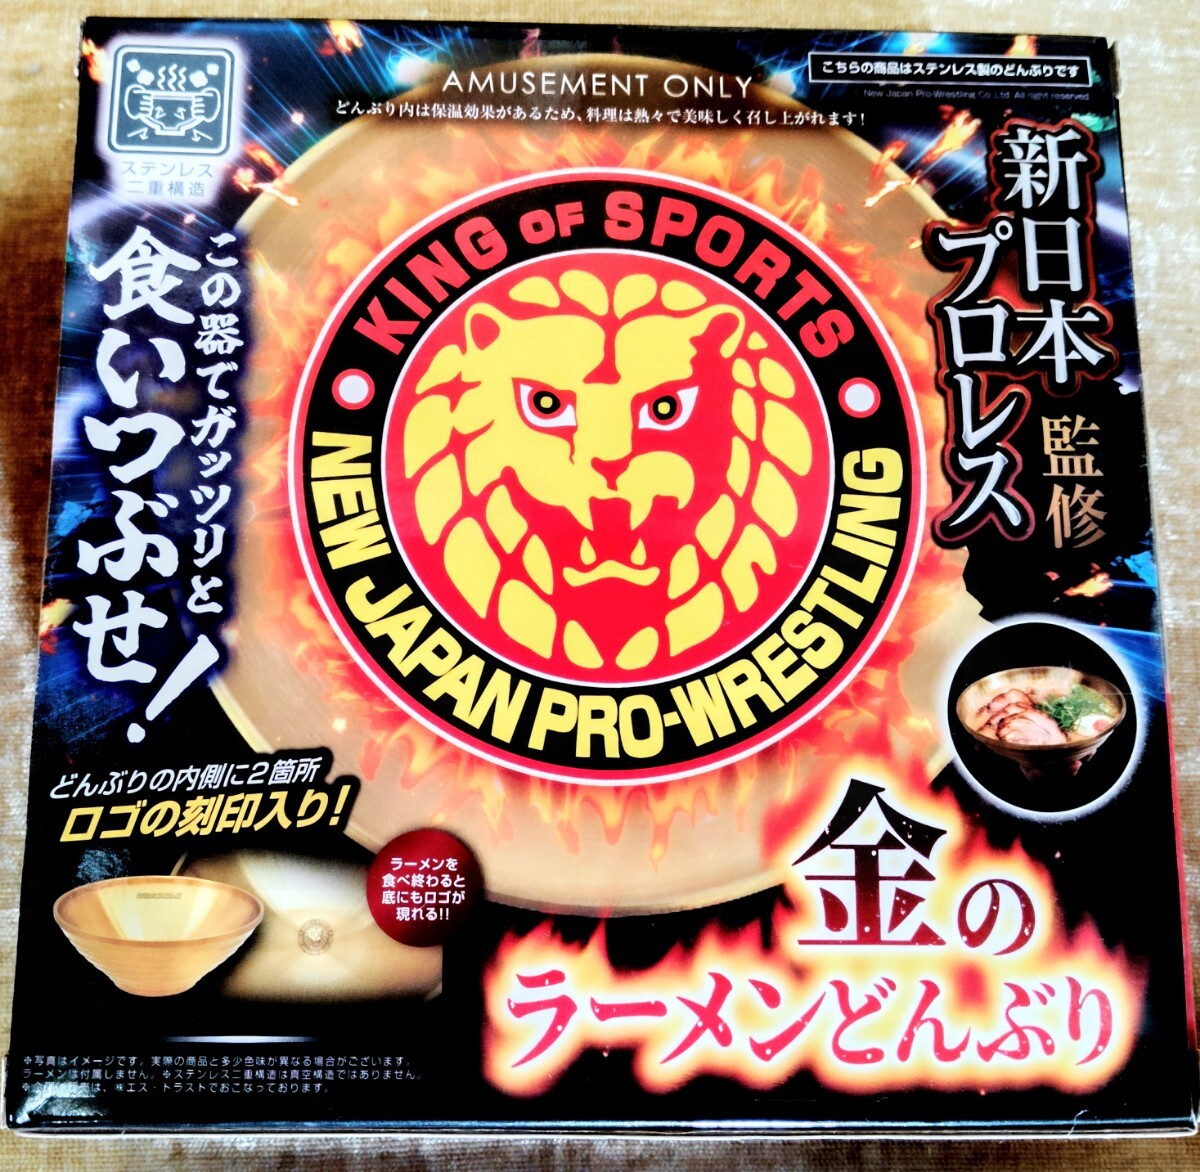 AMUSEMENT ONLY
どんぶり内は保温効果があるため、料理は熱々で美味しく召し上がれます!
こちらの商品はステンレス製のどんぶりです
New Japan Pro-Wrestling Co.,Ltd. All right reserved
ステンレス
二重構造
新日本
プロレス
監修
この器でガッツリと
食いつぶせ!
KING OF SPORTS
NEW JAPAN PRO-WRESTLING
どんぶりの内側に2箇所
ロゴの刻印入り!
ラーメンを
食べ終わると
底にもロゴが
現れる!!
金の
ラーメンどんぶり
※写真はイメージです。実際の商品と多少色味が異なる場合がございます。
ラーメンは付属しません。※ステンレス二重構造は真空構造ではありません。
は、㈱エス・トラストでおこなっております。